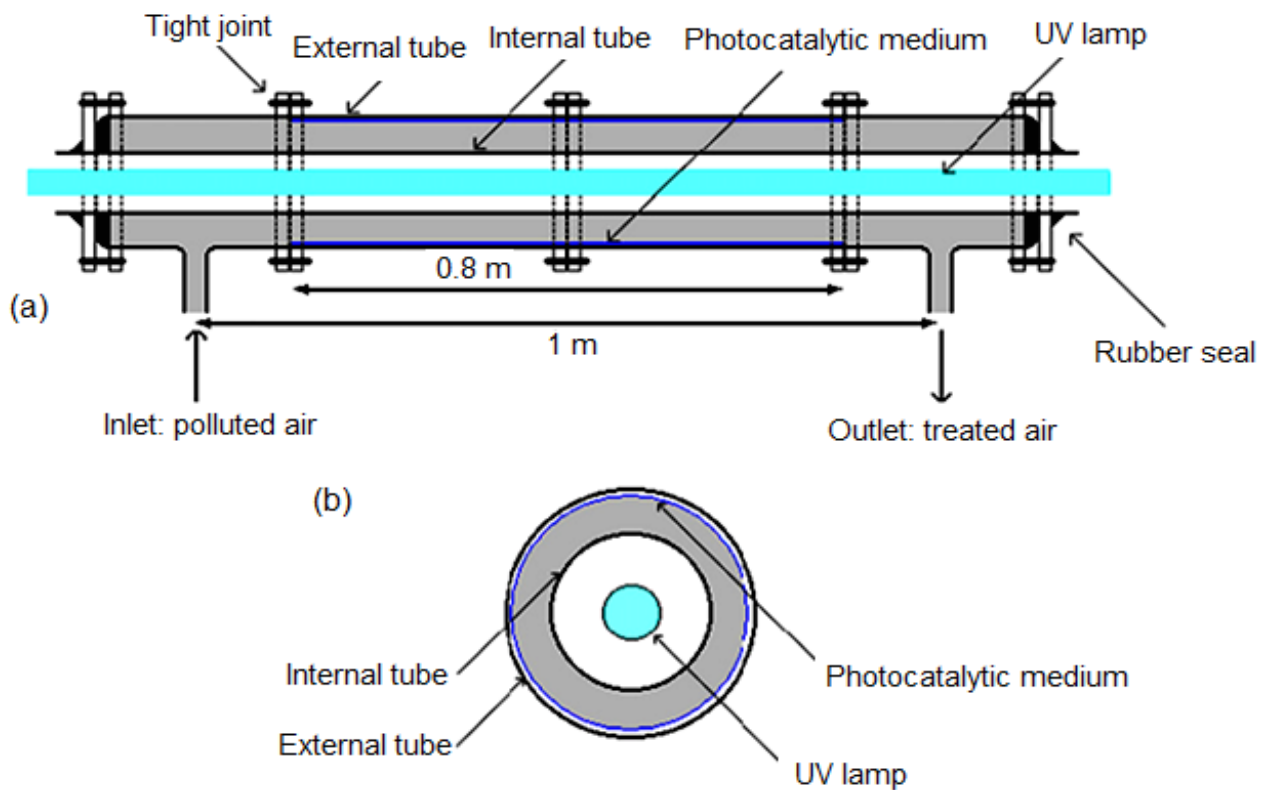 Tight joint
External tube
Internal tube
Photocatalytic medium
UV lamp
0.8 m
(a)
1 m
Rubber seal
Inlet: polluted air
Outlet: treated air
(b)
Internal tube
Photocatalytic medium
External tube
UV lamp